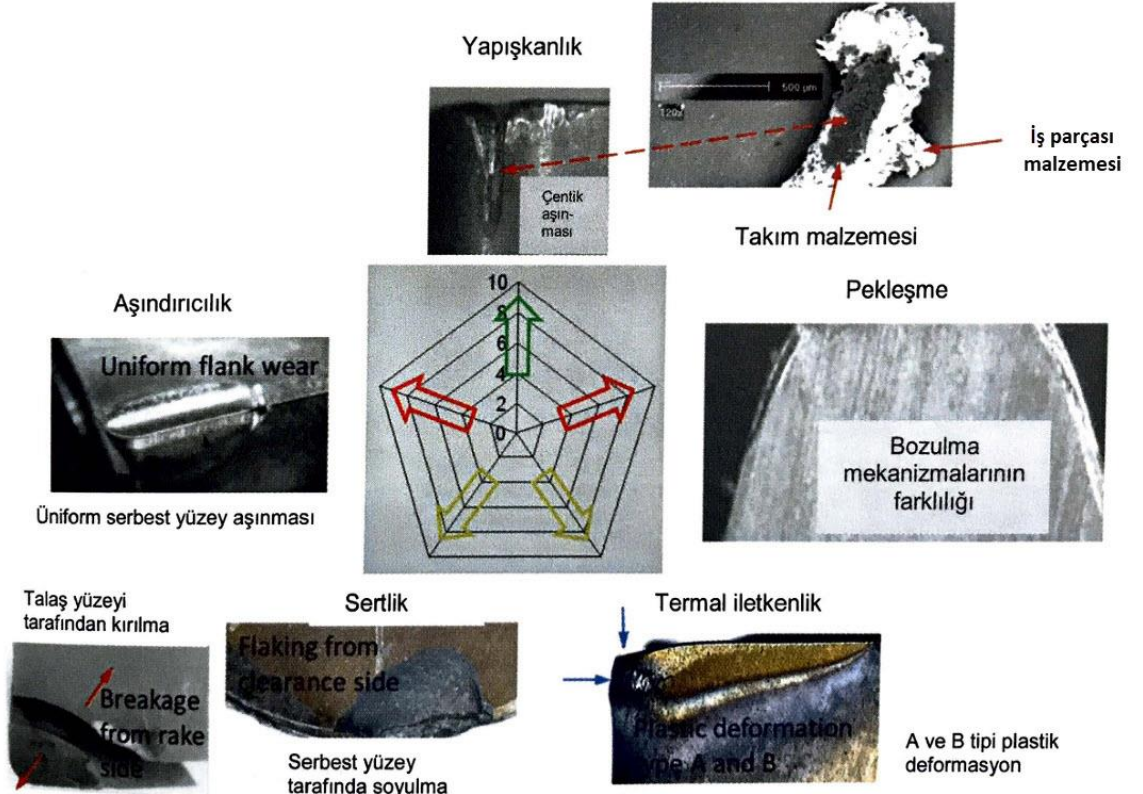 Yapışkanlık
500 µm
120x
İş parçası
malzemesi
Çentik
aşın-
ması
Takım malzemesi
Aşındırıcılık
Uniform flank wear
Üniform serbest yüzey aşınması
10
8
6
4
2
0
Pekleşme
Bozulma
mekanizmalarının
farklılığı
Talaş yüzeyi
tarafından kırılma
Breakage
from rake
side
Sertlik
Flaking from
clearance side
Serbest yüzey
tarafında soyulma
Termal iletkenlik
Plastic deformation
type A and B
A ve B tipi plastik
deformasyon